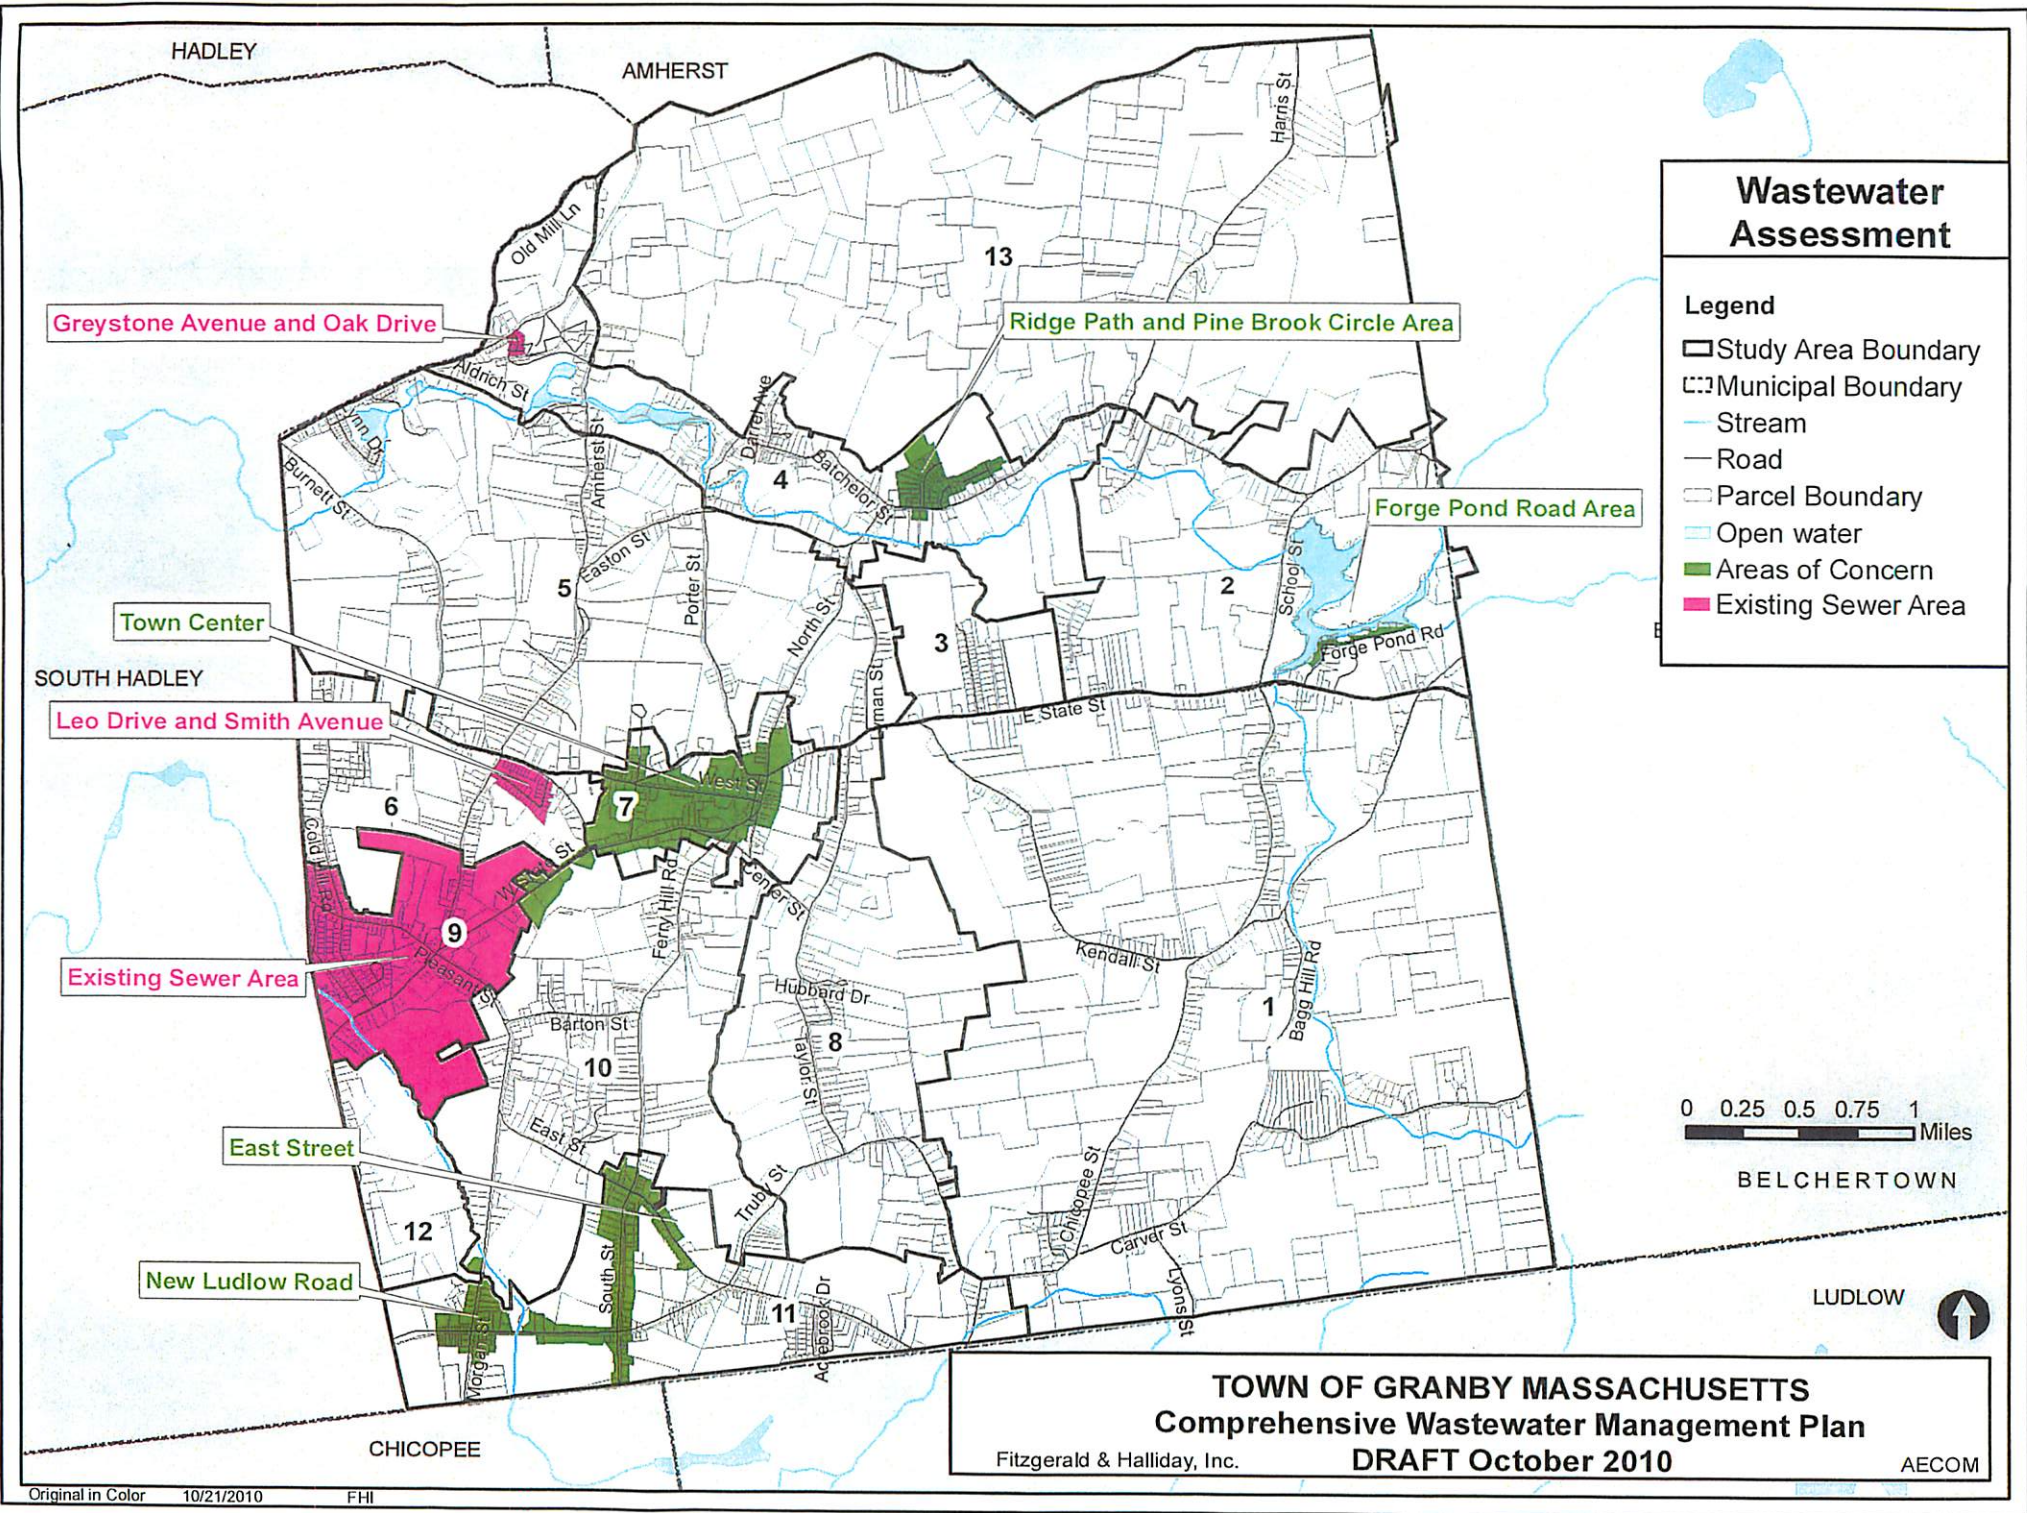 HADLEY
AMHERST
Harris St
Old Mill Ln
13
Wastewater
Assessment
Greystone Avenue and Oak Drive
Ridge Path and Pine Brook Circle Area
Legend
Study Area Boundary
Municipal Boundary
Stream
Road
Parcel Boundary
Open water
Areas of Concern
Existing Sewer Area
Aldrich St
Lynn Dr
Darrel Ave
Amherst St
Burnett St
4
Batchelor St
Forge Pond Road Area
Easton St
5
Porter St
2
School St
North St
3
Town Center
Forge Pond Rd
SOUTH HADLEY
Lyman St
E State St
Leo Drive and Smith Avenue
West St
6
7
Cold Hill Rd
W State St
Ferry Hill Rd
Center St
9
Pleasant St
Existing Sewer Area
Kendall St
Bagg Hill Rd
Hubbard Dr
1
Barton St
8
10
Taylor St
0 0.25 0.5 0.75 1
Miles
East St
East Street
BELCHERTOWN
Truby St
Chicopee St
12
Carver St
South St
New Ludlow Road
Lyons St
11
LUDLOW
Morgan St
TOWN OF GRANBY MASSACHUSETTS
Comprehensive Wastewater Management Plan
Fitzgerald & Halliday, Inc.
DRAFT October 2010
AECOM
CHICOPEE
Original in Color 10/21/2010 FHI